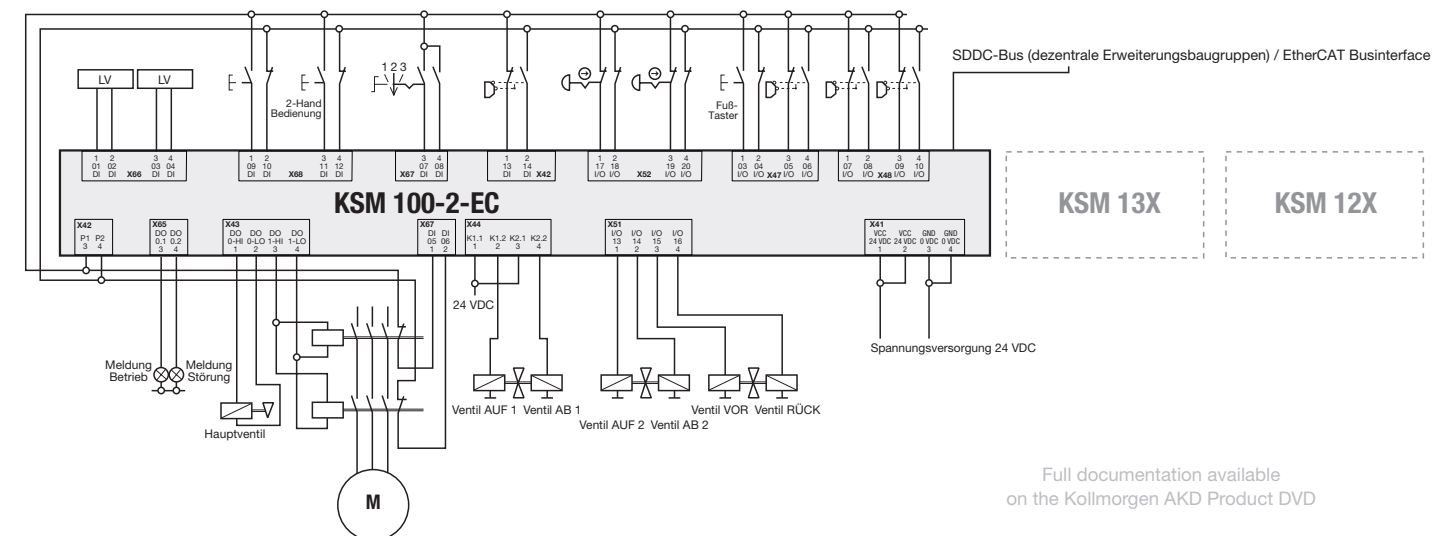 SDDC-Bus (dezentrale Erweiterungsbaugruppen) / EtherCAT Businterface
1 2 3
LV LV
2-Hand
Bedienung
Fuß-
Taster
1 2 3 4 1 2 3 4 3 4 1 2 1 2 3 4 1 2 3 4 1 2 3 4
01 02 03 04 09 10 11 12 07 08 13 14 17 18 19 20 03 04 05 06 07 08 09 10
DI DI X66 DI DI DI DI X68 DI DI X67 DI DI DI DI X42 I/O I/O X52 I/O I/O I/O I/O X47 I/O I/O I/O I/O X48 I/O I/O
KSM 100-2-EC
KSM 13X
KSM 12X
X42
P1 P2
3 4
X65
DO DO
0.1 0.2
3 4
X43
DO DO DO DO
0-HI 0-LO 1-HI 1-LO
1 2 3 4
X67
DI DI
05 06
1 2
X44
K1.1 K1.2 K2.1 K2.2
1 2 3 4
X51
I/O I/O I/O I/O
13 14 15 16
1 2 3 4
X41
VCC VCC GND GND
24 VDC 24 VDC 0 VDC 0 VDC
1 2 3 4
24 VDC
Spannungsversorgung 24 VDC
Meldung
Betrieb
Meldung
Störung
Hauptventil
Ventil AUF 1 Ventil AB 1
Ventil AUF 2 Ventil AB 2
Ventil VOR Ventil RÜCK
M
Full documentation available
on the Kollmorgen AKD Product DVD